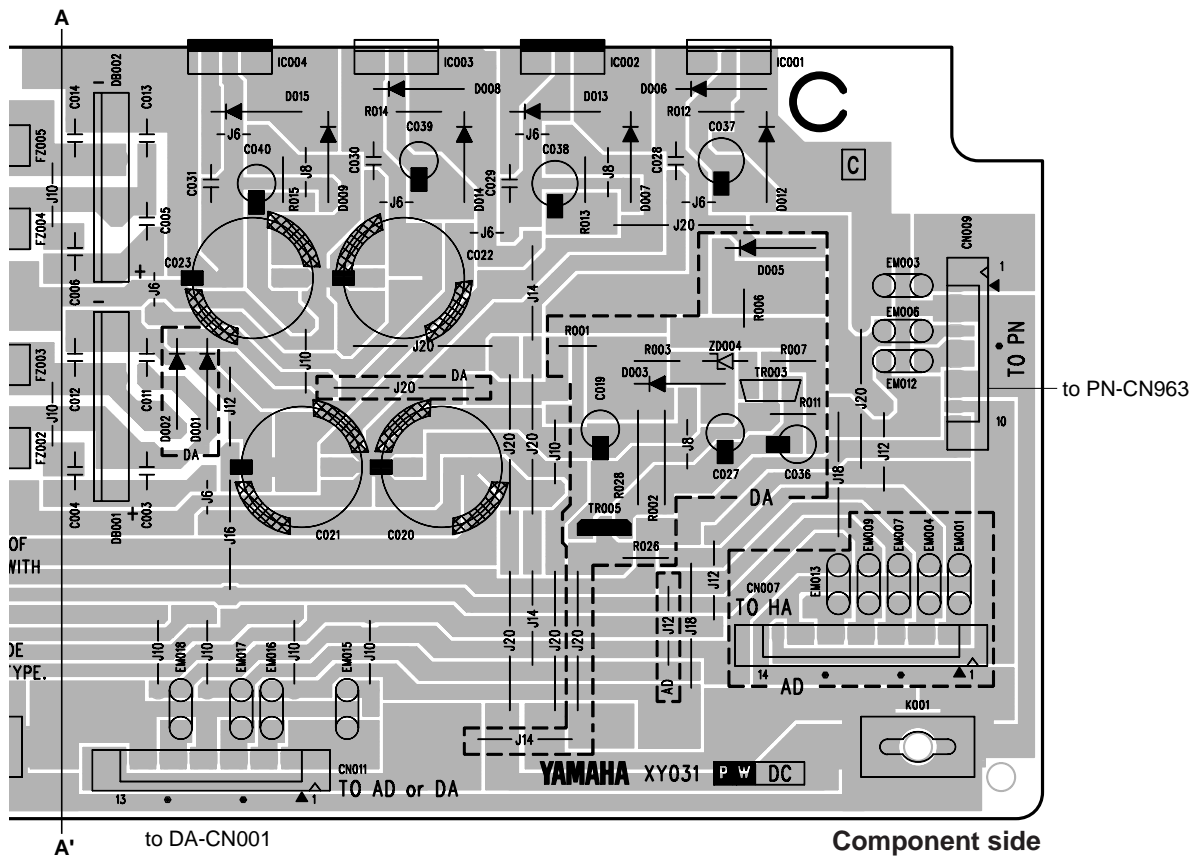 A
IC004
IC003
IC002
IC001
DB002
C014
C013
D015
D008
D013
D006
R014
R012
J6
C040
C039
C038
C037
J6
J8
J8
FZ005
J10
C031
R015
D009
C030
D014
C029
R013
D007
C028
D012
C
J6
J6
J6
J20
FZ004
C005
C006
C023
C022
J6
J14
D005
CN009
EM003
1
R006
EM006
TO PN
R001
R003
ZD004
R007
D003
TR003
EM012
J10
J20
FZ003
C012
C011
D002
D001
J12
J20
DA
C019
R011
J20
to PN-CN963
J10
10
FZ002
DA
J20
J20
J10
J8
J18
J12
C004
DB001
C003
J6
J16
C021
C020
R028
R002
C027
C036
DA
TR005
OF
WITH
R026
J12
EM013
EM009
EM007
EM004
EM001
CN007
TO HA
DE
TYPE.
J10
EM018
J10
EM017
EM016
J10
EM015
J10
J20
J14
J20
J20
J12
J18
AD
14
1
AD
K001
J14
CN011
TO AD or DA
13
1
YAMAHA XY031 PW DC
A'
to DA-CN001
Component side